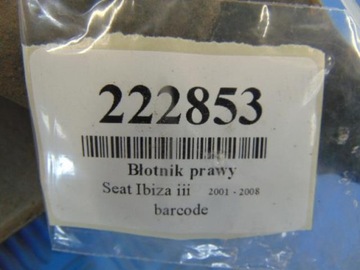 222853
Błotnik prawy
Seat Ibiza iii 2001 - 2008
barcode